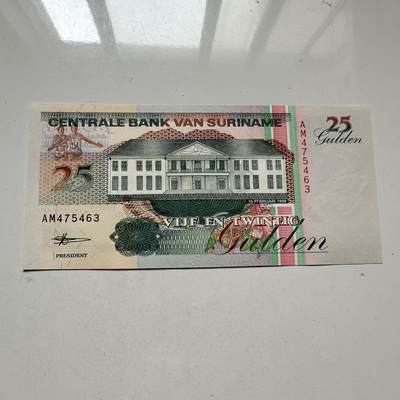 CENTRALE BANK VAN SURINAME
25
Gulden
AM475463
25
AM475463
VIJF EN TWINTIG
Gulden
PRESIDENT